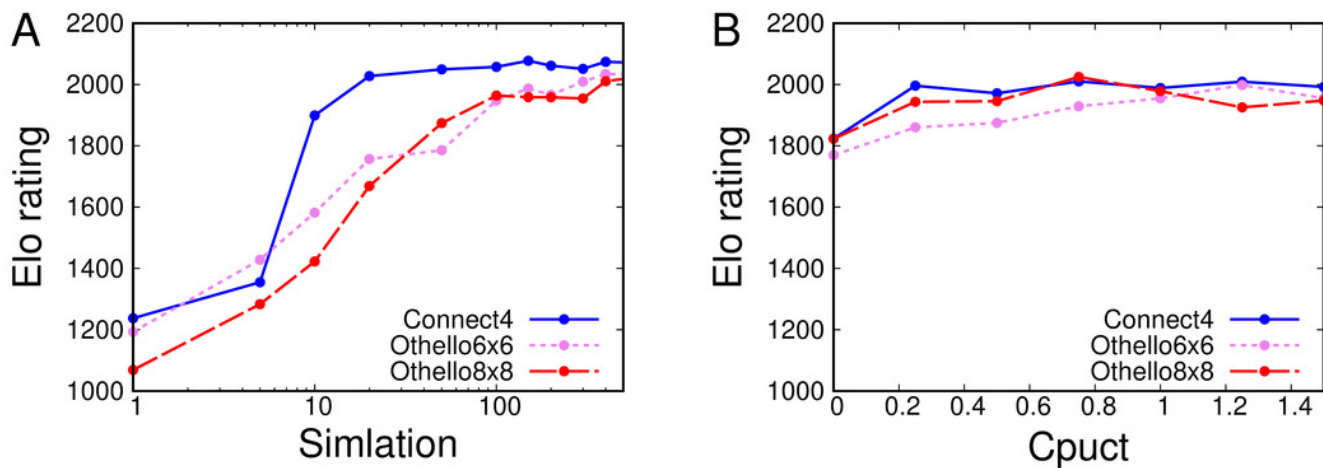 A
Elo rating
2200
2000
1800
1600
1400
1200
1000
Connect4
Othello6x6
Othello8x8
1 10 100
Simlation
B
Elo rating
2200
2000
1800
1600
1400
1200
1000
Connect4
Othello6x6
Othello8x8
0 0.2 0.4 0.6 0.8 1 1.2 1.4
Cpuct